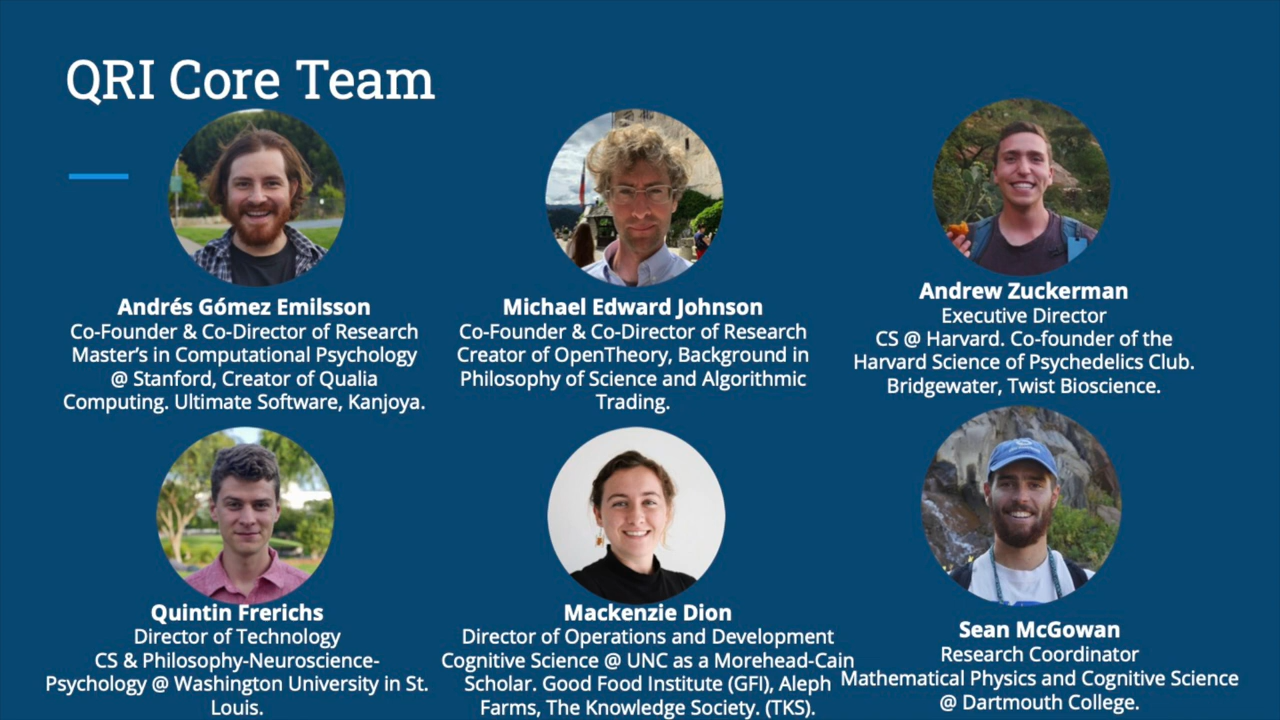 QRI Core Team
Andrés Gómez Emilsson
Co-Founder & Co-Director of Research
Master's in Computational Psychology
@ Stanford, Creator of Qualia
Computing. Ultimate Software, Kanjoya.
Michael Edward Johnson
Co-Founder & Co-Director of Research
Creator of OpenTheory, Background in
Philosophy of Science and Algorithmic
Trading.
Andrew Zuckerman
Executive Director
CS @ Harvard. Co-founder of the
Harvard Science of Psychedelics Club.
Bridgewater, Twist Bioscience.
Quintin Frerichs
Director of Technology
CS & Philosophy-Neuroscience-
Psychology @ Washington University in St.
Louis.
Mackenzie Dion
Director of Operations and Development
Cognitive Science @ UNC as a Morehead-Cain
Scholar. Good Food Institute (GFI), Aleph
Farms, The Knowledge Society. (TKS).
Sean McGowan
Research Coordinator
Mathematical Physics and Cognitive Science
@ Dartmouth College.